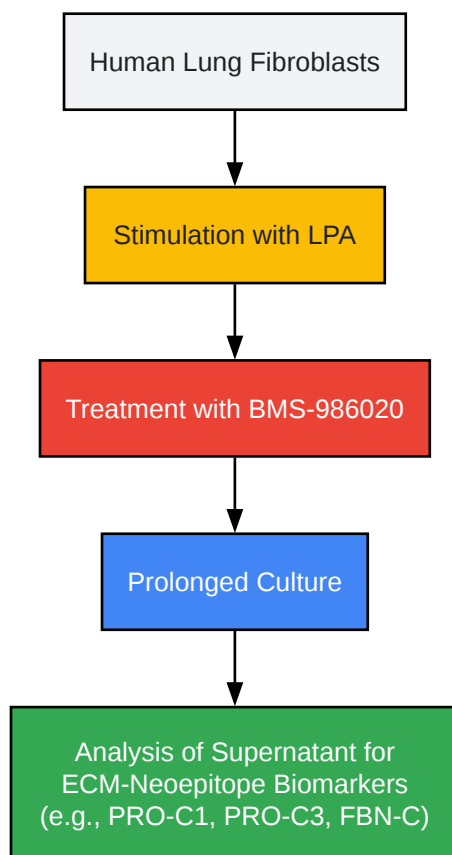 Human Lung Fibroblasts
Stimulation with LPA
Treatment with BMS-986020
Prolonged Culture
Analysis of Supernatant for
ECM-Neoepitope Biomarkers
(e.g., PRO-C1, PRO-C3, FBN-C)